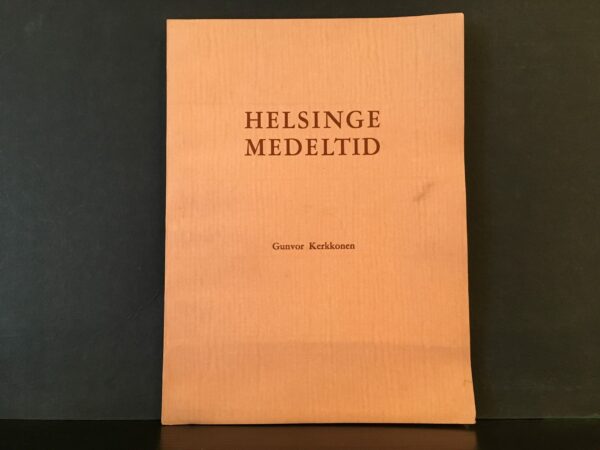 HELSINGE
MEDELTID
Gunvor Kerkkonen